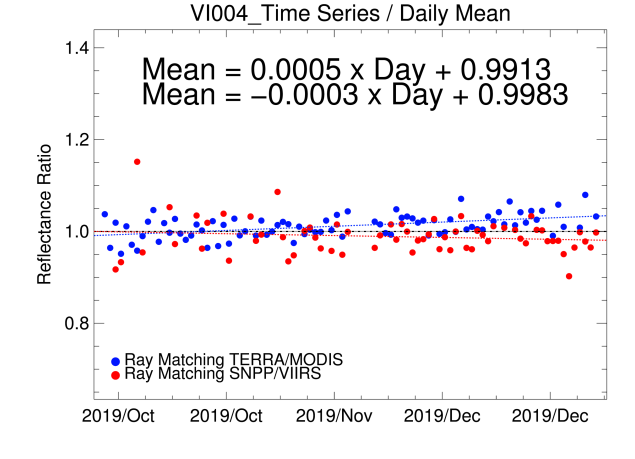 VI004_Time Series / Daily Mean
Mean = 0.0005 x Day + 0.9913
Mean = −0.0003 x Day + 0.9983
1.4
1.2
1.0
0.8
Reflectance Ratio
Ray Matching TERRA/MODIS
Ray Matching SNPP/VIIRS
2019/Oct 2019/Oct 2019/Nov 2019/Dec 2019/Dec